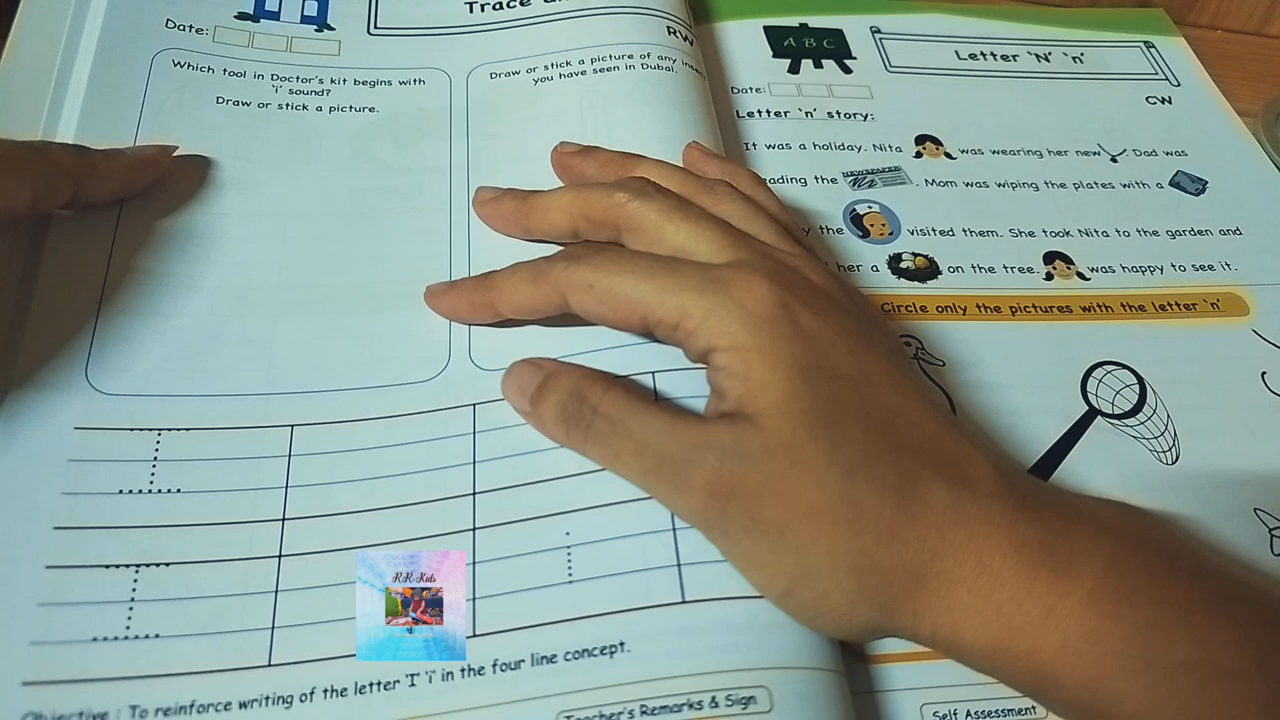 Trace
Date:
RW
Which tool in Doctor's kit begins with
'i' sound?
Draw or stick a picture.
Draw or stick a picture of any
you have seen in Dubai.
RR Kids
Objective : To reinforce writing of the letter 'I' 'i' in the four line concept.
Teacher's Remarks & Sign
A B C
Letter 'N' 'n'
Date:
CW
Letter 'n' story:
It was a holiday. Nita was wearing her new . Dad was
the NEWSPAPER . Mom was wiping the plates with a
the visited them. She took Nita to the garden and
her a on the tree. was happy to see it.
Circle only the pictures with the letter 'n'
Self Assessment